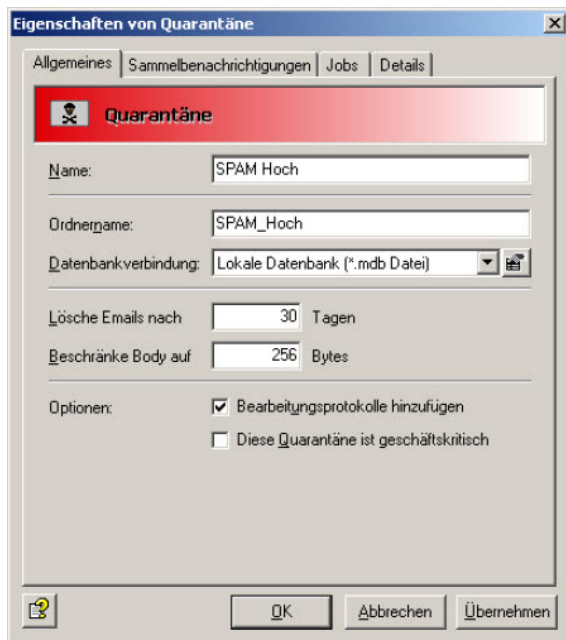 Eigenschaften von Quarantäne
Allgemeines Sammelbenachrichtigungen Jobs Details
Quarantäne
Name: SPAM Hoch
Ordnername: SPAM_Hoch
Datenbankverbindung: Lokale Datenbank (*.mdb Datei)
Lösche Emails nach 30 Tagen
Beschränke Body auf 256 Bytes
Optionen: Bearbeitungsprotokolle hinzufügen
Diese Quarantäne ist geschäftskritisch
OK Abbrechen Übernehmen